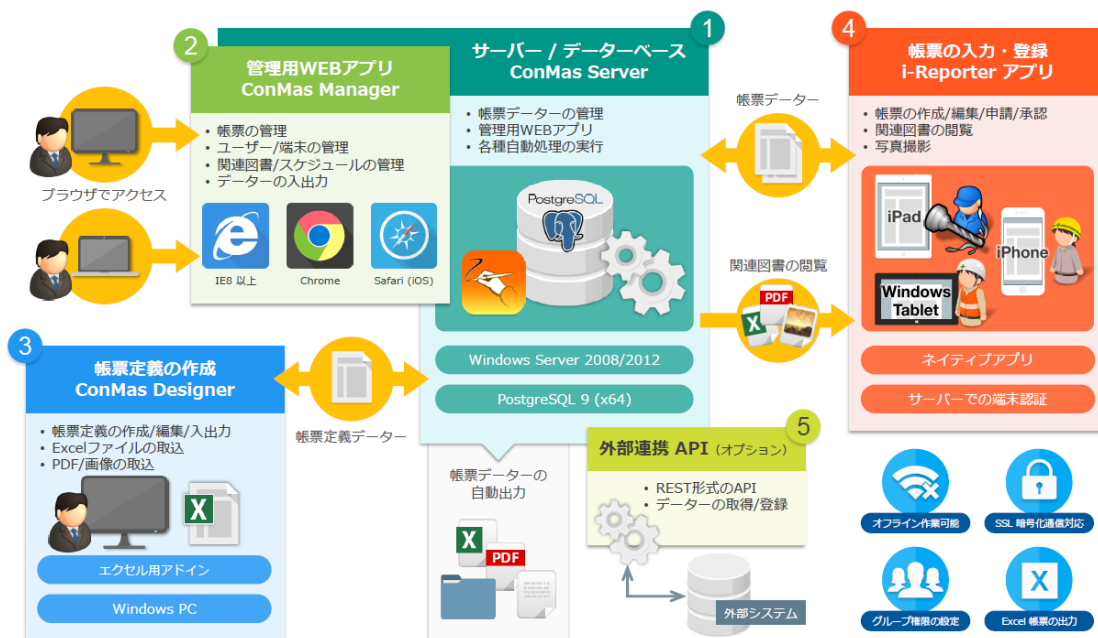 1
サーバー / データーベース
ConMas Server
・帳票データーの管理
・管理用WEBアプリ
・各種自動処理の実行
PostgreSQL
Windows Server 2008/2012
PostgreSQL 9 (x64)
2
管理用WEBアプリ
ConMas Manager
・帳票の管理
・ユーザー/端末の管理
・関連図書/スケジュールの管理
・データーの入出力
IE8 以上
Chrome
Safari (iOS)
ブラウザでアクセス
帳票データー
関連図書の閲覧
PDF
X
4
帳票の入力・登録
i-Reporter アプリ
・帳票の作成/編集/申請/承認
・関連図書の閲覧
・写真撮影
iPad
iPhone
Windows
Tablet
ネイティブアプリ
サーバーでの端末認証
3
帳票定義の作成
ConMas Designer
・帳票定義の作成/編集/入出力
・Excelファイルの取込
・PDF/画像の取込
X
エクセル用アドイン
Windows PC
帳票定義データー
帳票データーの
自動出力
X
PDF
5
外部連携 API (オプション)
・REST形式のAPI
・データーの取得/登録
外部システム
オフライン作業可能
SSL 暗号化通信対応
グループ権限の設定
X
Excel 帳票の出力